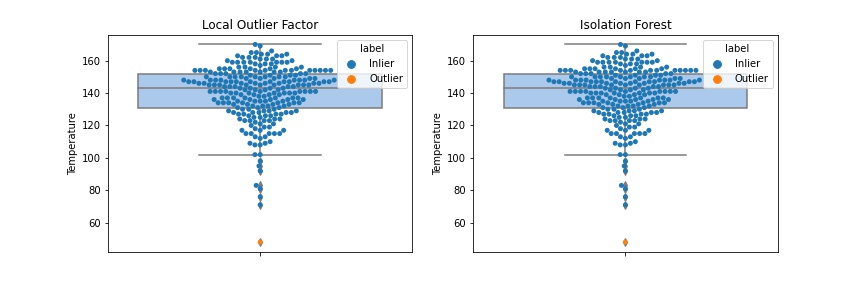 Local Outlier Factor
label
Inlier
Outlier
Temperature
160
140
120
100
80
60
Isolation Forest
label
Inlier
Outlier
Temperature
160
140
120
100
80
60